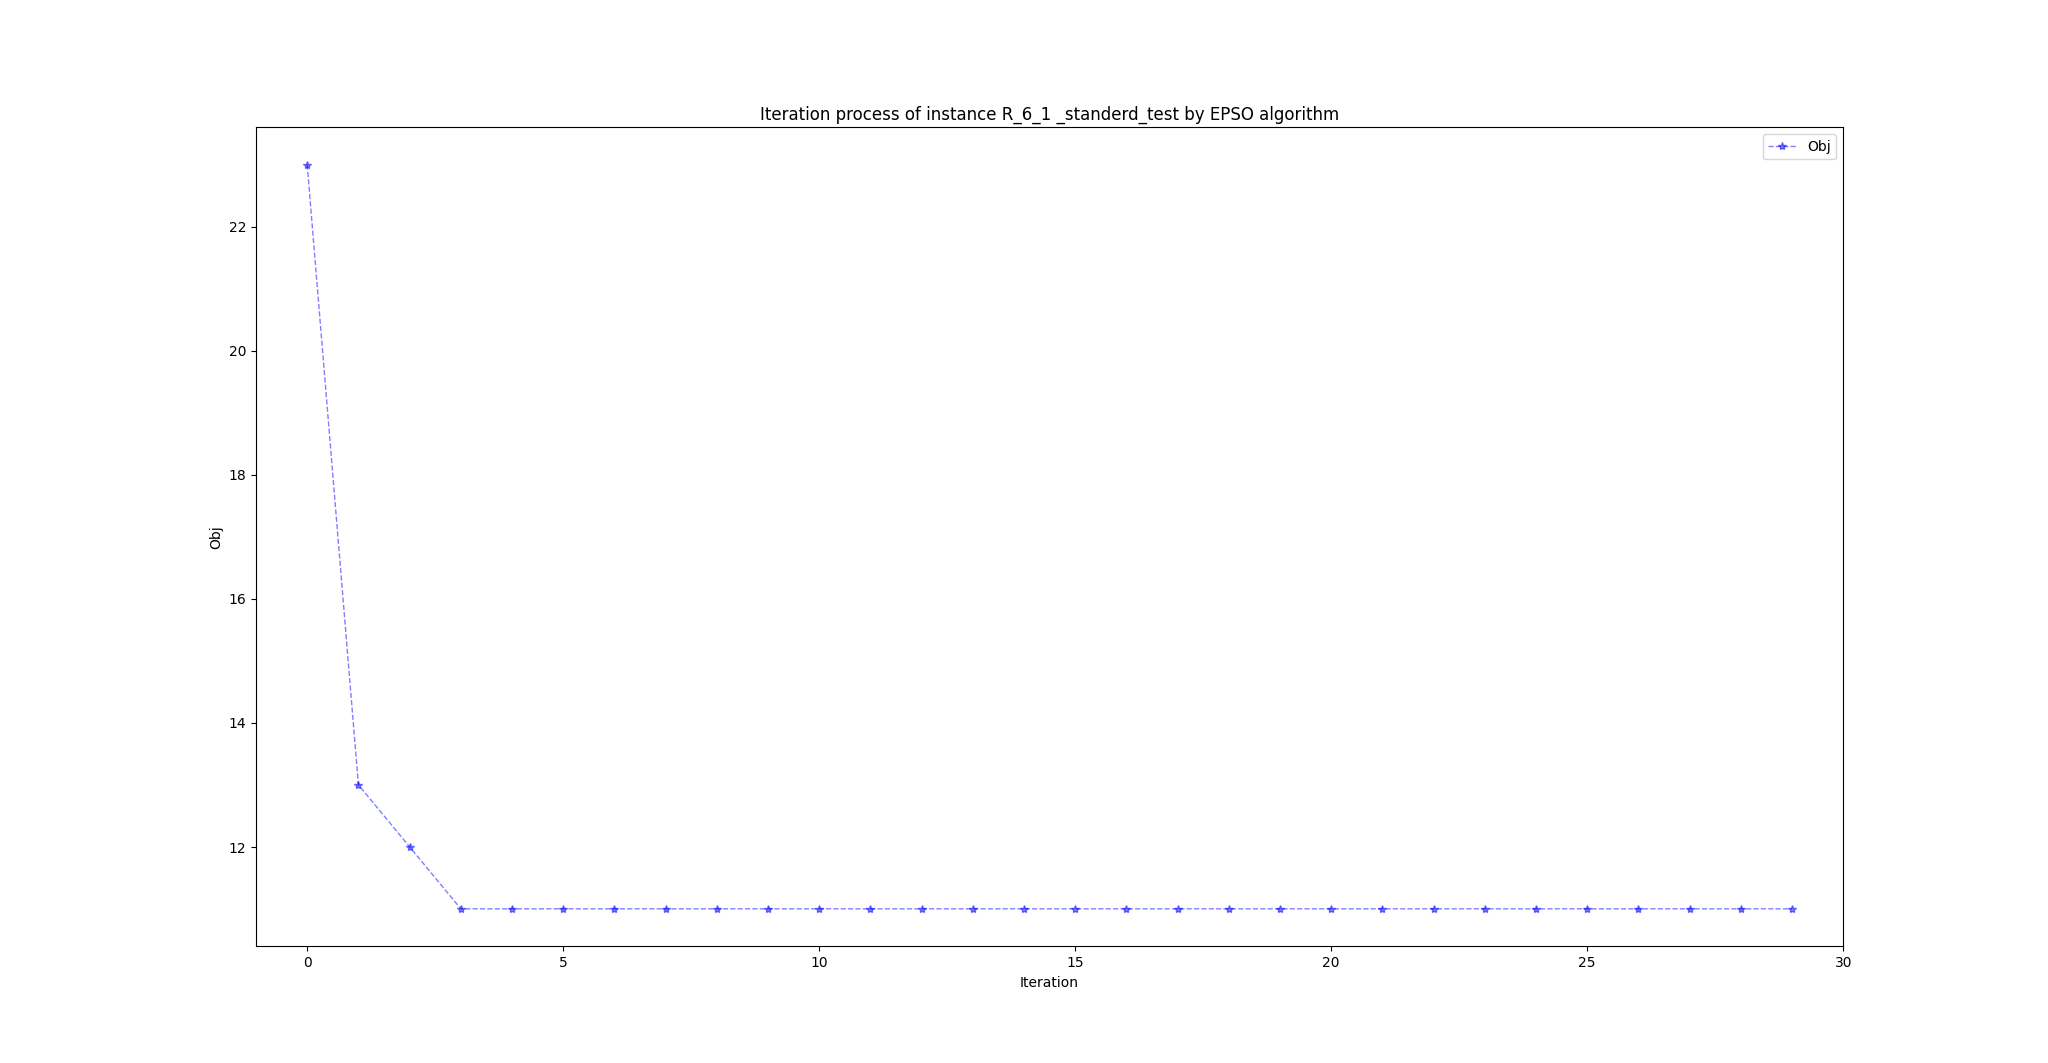 Iteration process of instance R_6_1 _standerd_test by EPSO algorithm
Obj
22
20
18
16
14
12
Obj
0 5 10 15 20 25 30
Iteration